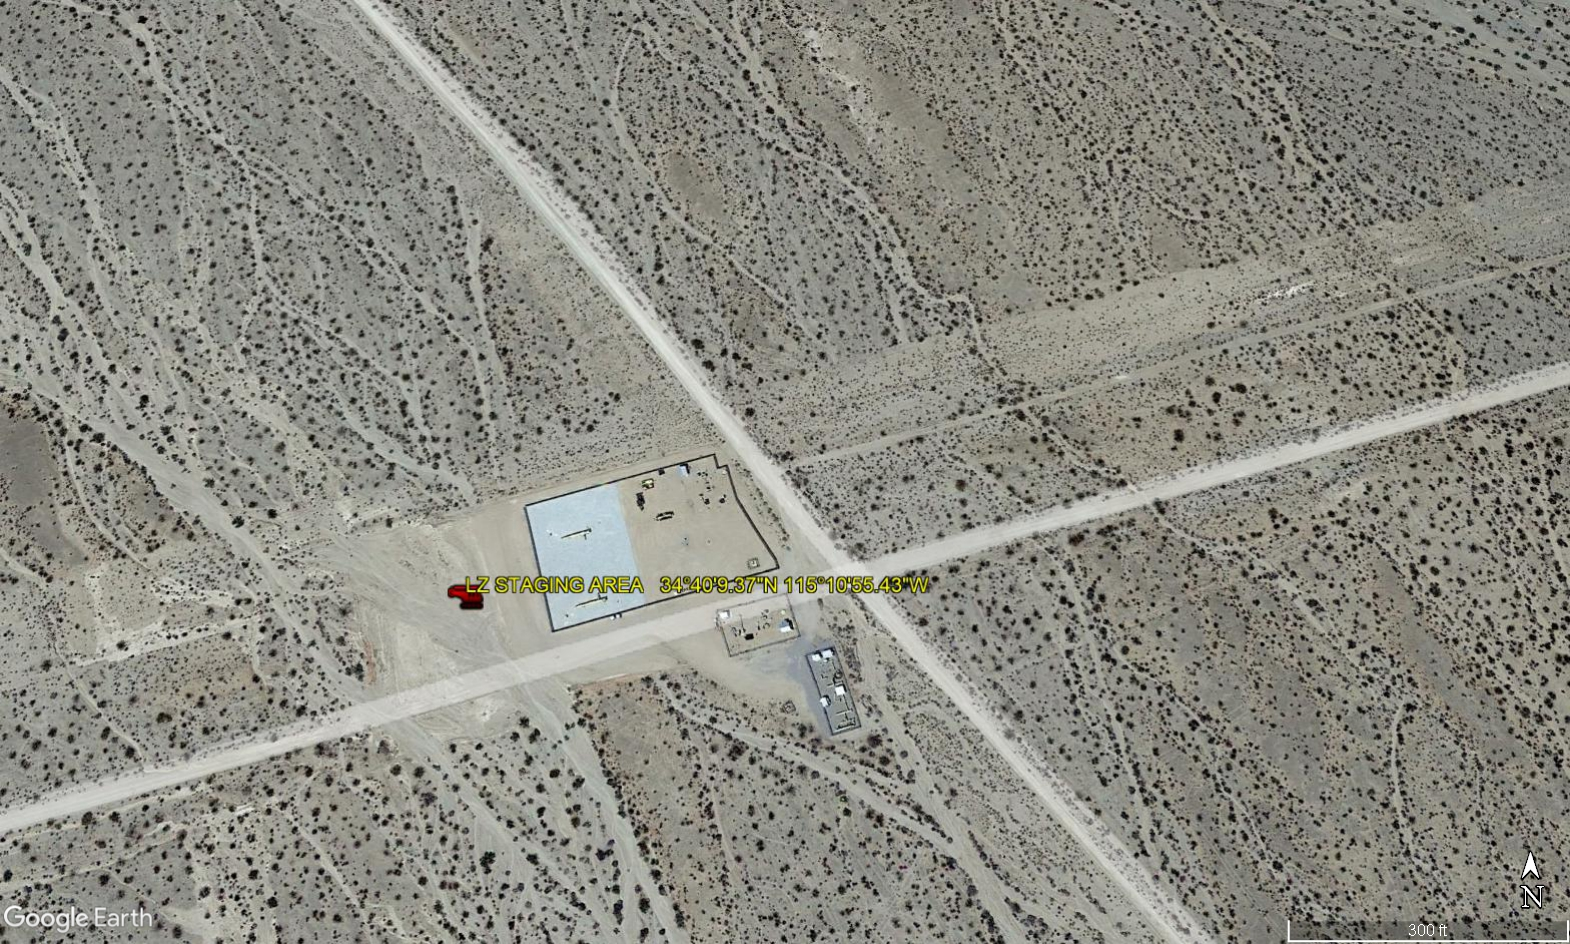 LZ STAGING AREA 34°40'9.37"N 115°10'55.43"W
N
Google Earth
300 ft